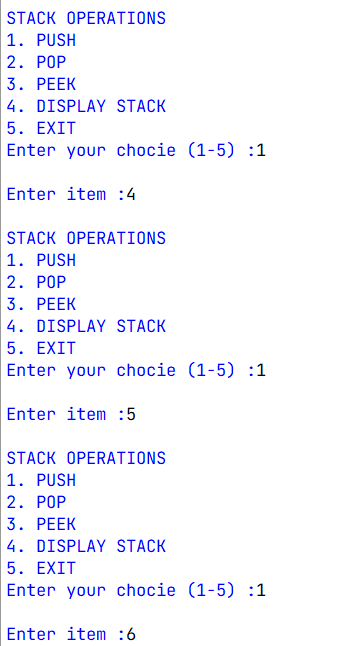 STACK OPERATIONS
1. PUSH
2. POP
3. PEEK
4. DISPLAY STACK
5. EXIT
Enter your chocie (1-5) :1
Enter item :4
STACK OPERATIONS
1. PUSH
2. POP
3. PEEK
4. DISPLAY STACK
5. EXIT
Enter your chocie (1-5) :1
Enter item :5
STACK OPERATIONS
1. PUSH
2. POP
3. PEEK
4. DISPLAY STACK
5. EXIT
Enter your chocie (1-5) :1
Enter item :6